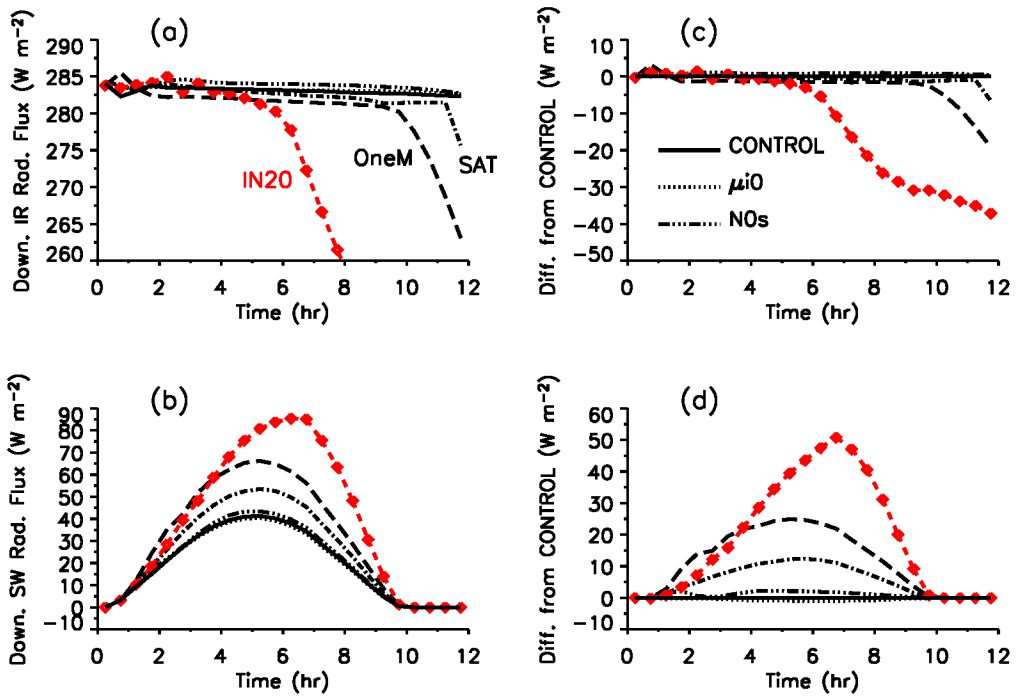 (a)
Down. IR Rad. Flux (W m−2)
290
285
280
275
270
265
260
IN20
OneM
SAT
0 2 4 6 8 10 12
Time (hr)
(c)
Diff. from CONTROL (W m−2)
10
0
−10
−20
−30
−40
−50
CONTROL
μi0
N0s
0 2 4 6 8 10 12
Time (hr)
(b)
Down. SW Rad. Flux (W m−2)
90
80
70
60
50
40
30
20
10
0
−10
0 2 4 6 8 10 12
Time (hr)
(d)
Diff. from CONTROL (W m−2)
60
50
40
30
20
10
0
−10
0 2 4 6 8 10 12
Time (hr)